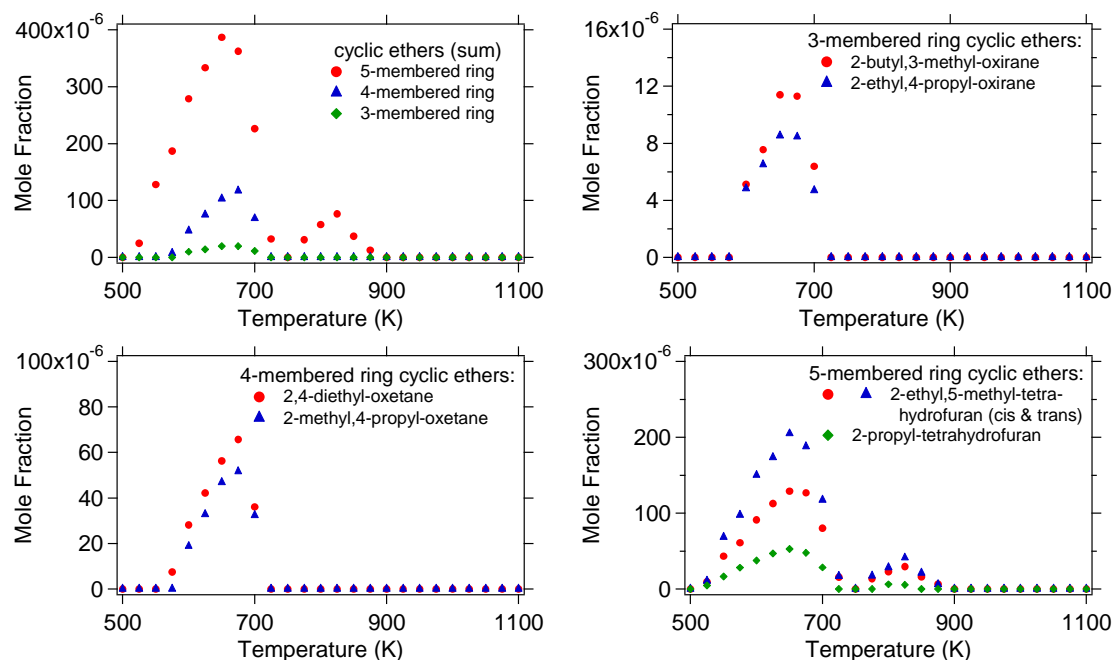 400x10-6
300
200
100
0
Mole Fraction
500
700
900
1100
Temperature (K)
cyclic ethers (sum)
5-membered ring
4-membered ring
3-membered ring
16x10-6
12
8
4
0
Mole Fraction
500
700
900
1100
Temperature (K)
3-membered ring cyclic ethers:
2-butyl,3-methyl-oxirane
2-ethyl,4-propyl-oxirane
100x10-6
80
60
40
20
0
Mole Fraction
500
700
900
1100
Temperature (K)
4-membered ring cyclic ethers:
2,4-diethyl-oxetane
2-methyl,4-propyl-oxetane
300x10-6
200
100
0
Mole Fraction
500
700
900
1100
Temperature (K)
5-membered ring cyclic ethers:
2-ethyl,5-methyl-tetra-
hydrofuran (cis & trans)
2-propyl-tetrahydrofuran